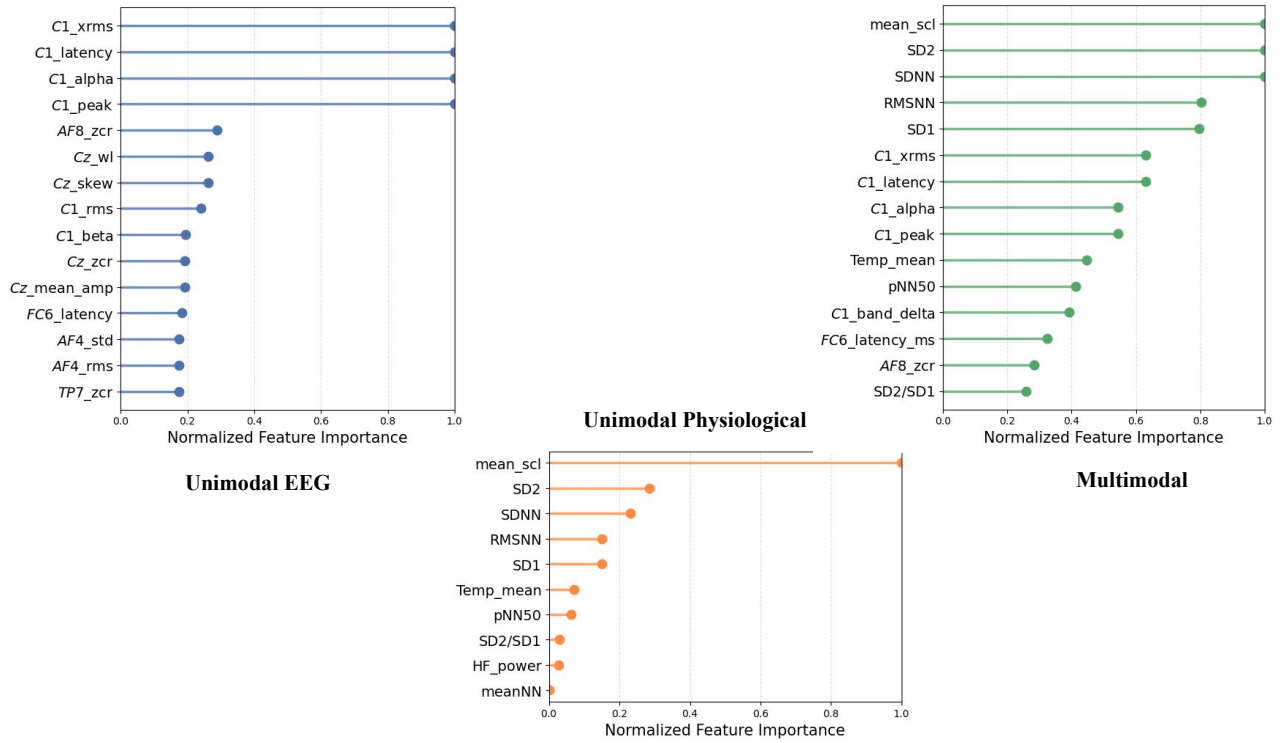 C1_xrms
C1_latency
C1_alpha
C1_peak
AF8_zcr
Cz_wl
Cz_skew
C1_rms
C1_beta
Cz_zcr
Cz_mean_amp
FC6_latency
AF4_std
AF4_rms
TP7_zcr
0.0 0.2 0.4 0.6 0.8 1.0
Normalized Feature Importance
Unimodal EEG
Unimodal Physiological
mean_scl
SD2
SDNN
RMSNN
SD1
Temp_mean
pNN50
SD2/SD1
HF_power
meanNN
0.0 0.2 0.4 0.6 0.8 1.0
Normalized Feature Importance
mean_scl
SD2
SDNN
RMSNN
SD1
C1_xrms
C1_latency
C1_alpha
C1_peak
Temp_mean
pNN50
C1_band_delta
FC6_latency_ms
AF8_zcr
SD2/SD1
0.0 0.2 0.4 0.6 0.8 1.0
Normalized Feature Importance
Multimodal